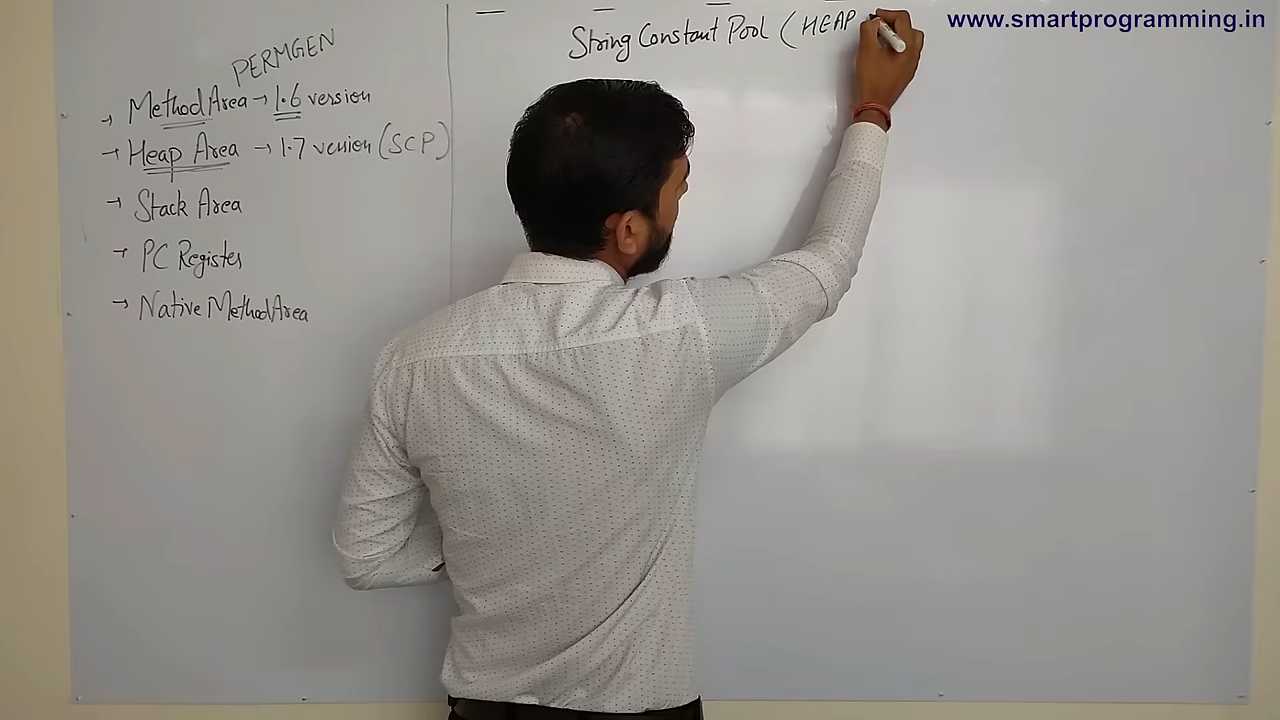 www.smartprogramming.in
String Constant Pool (HEAP
PERMGEN
→ Method Area → 1.6 version
→ Heap Area → 1.7 version (SCP)
→ Stack Area
→ PC Register
→ Native Method Area